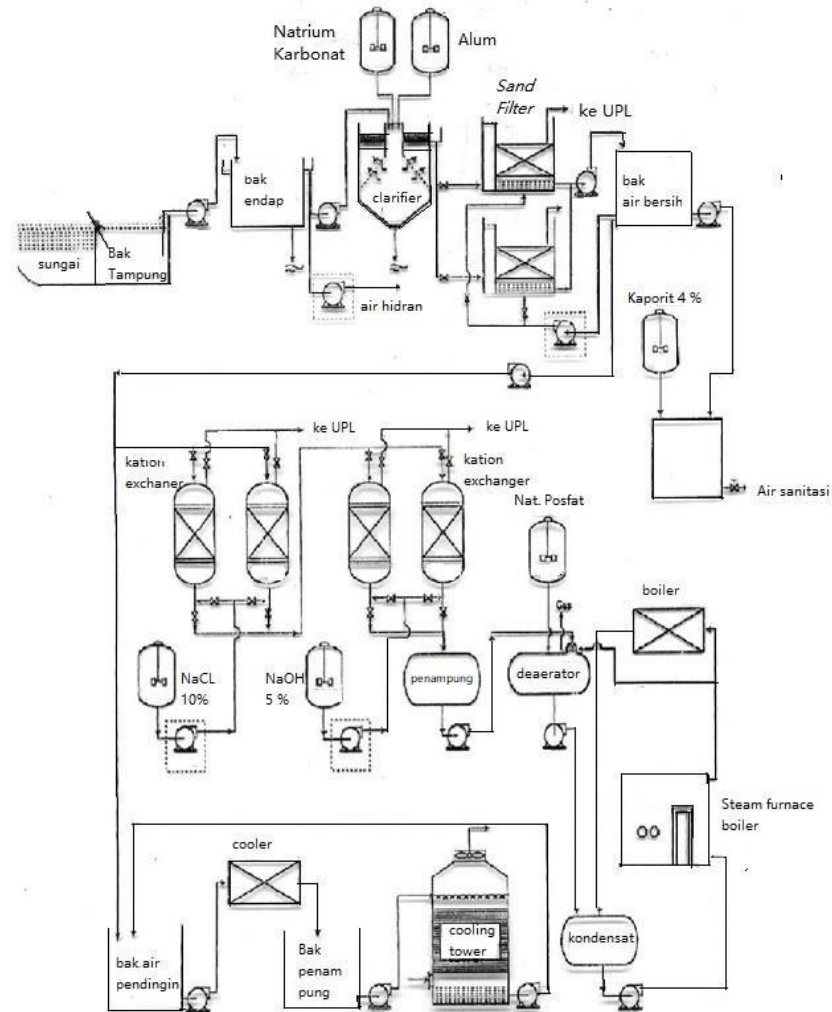 Natrium
Karbonat
Alum
Sand
Filter
ke UPL
bak
endap
clarifier
bak
air bersih
sungai
Bak
Tampung
air hidran
Kaporit 4 %
ke UPL
ke UPL
kation
exchaner
kation
exchanger
Nat. Posfat
Air sanitasi
boiler
Gas
NaCL
10%
NaOH
5 %
penampung
deaerator
Steam furnace
boiler
cooler
bak.air
pendingin
Bak
penam
pung
cooling
tower
kondensat